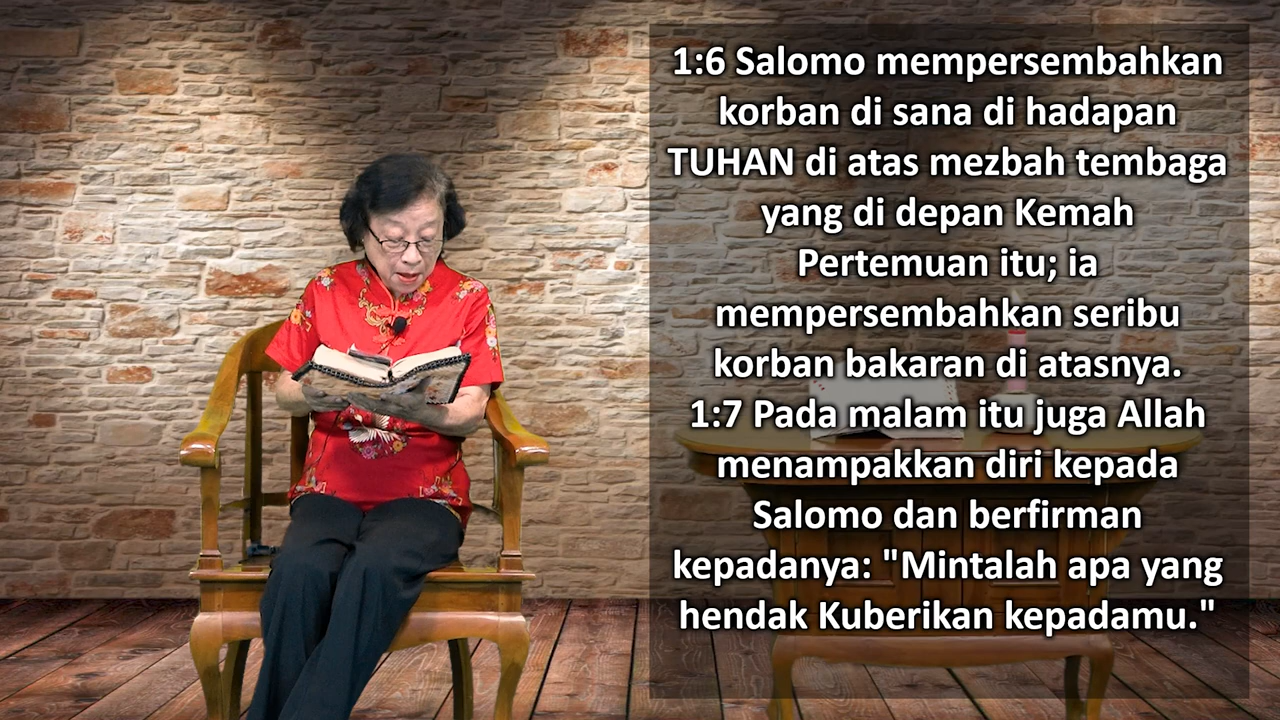 1:6 Salomo mempersembahkan
korban di sana di hadapan
TUHAN di atas mezbah tembaga
yang di depan Kemah
Pertemuan itu; ia
mempersembahkan seribu
korban bakaran di atasnya.
1:7 Pada malam itu juga Allah
menampakkan diri kepada
Salomo dan berfirman
kepadanya: "Mintalah apa yang
hendak Kuberikan kepadamu."